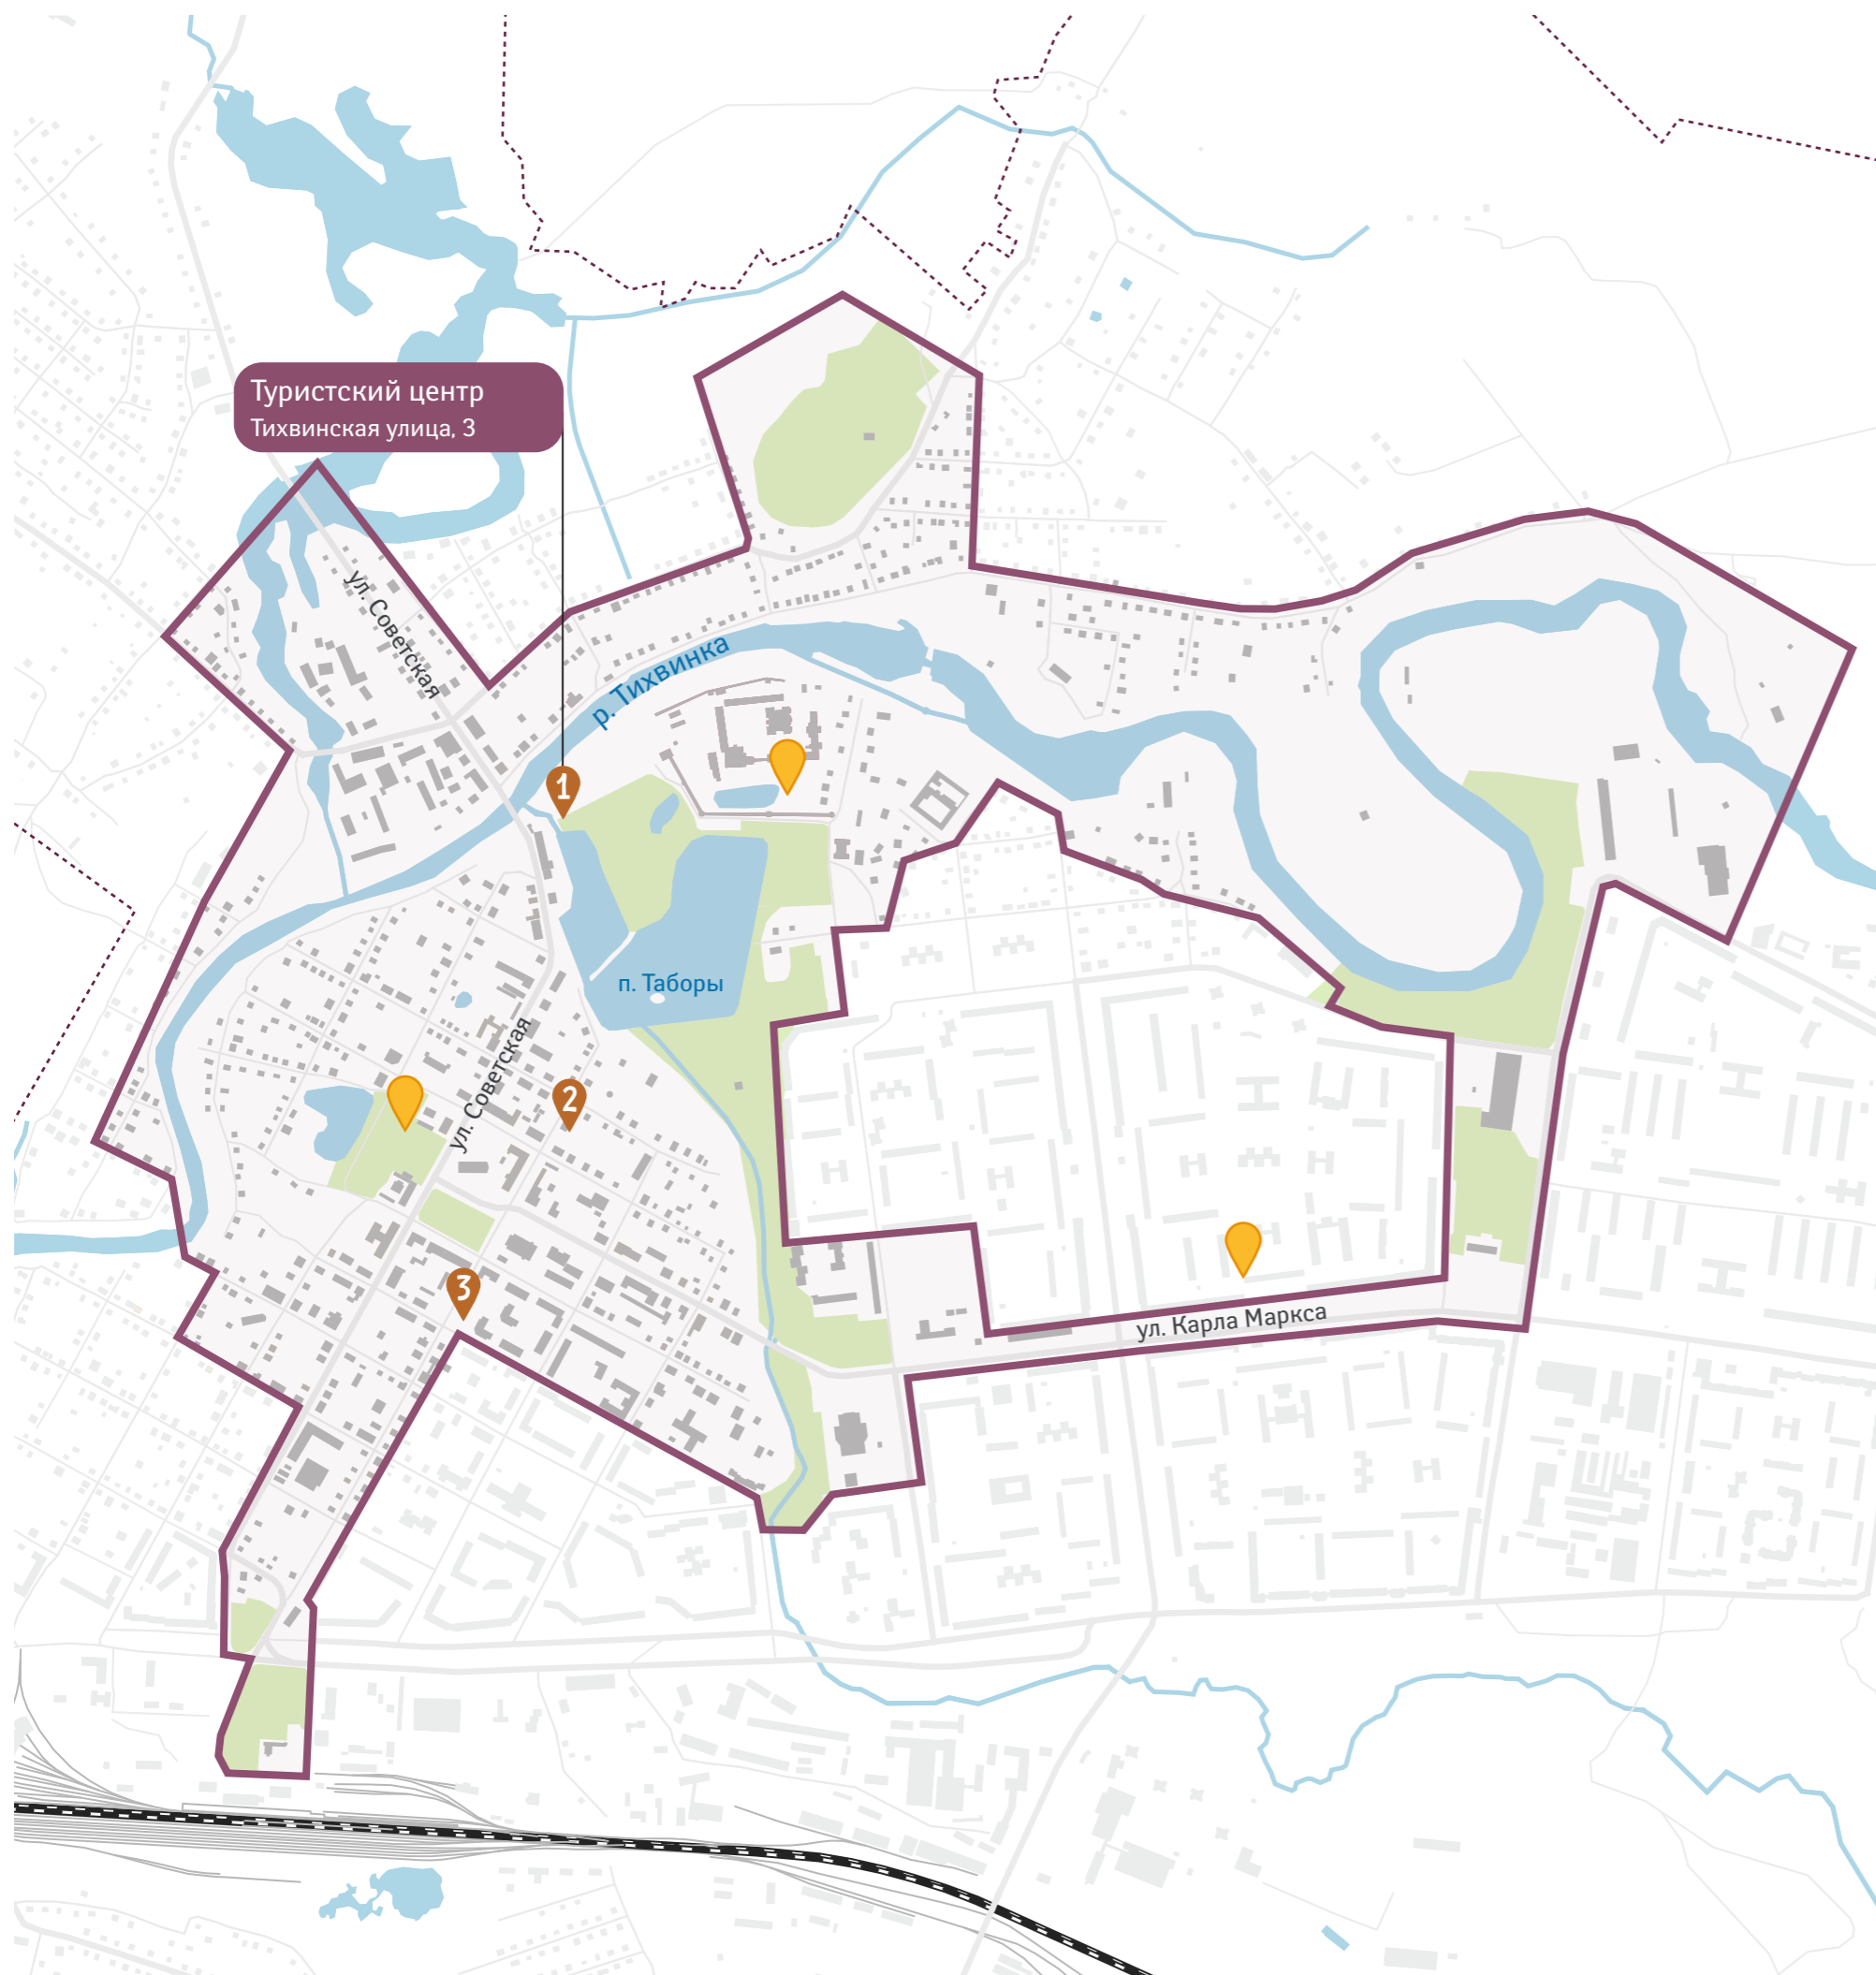 Туристский центр
Тихвинская улица, 3
ул. Советская
р. Тихвинка
1
п. Таборы
ул. Советская
2
3
ул. Карла Маркса